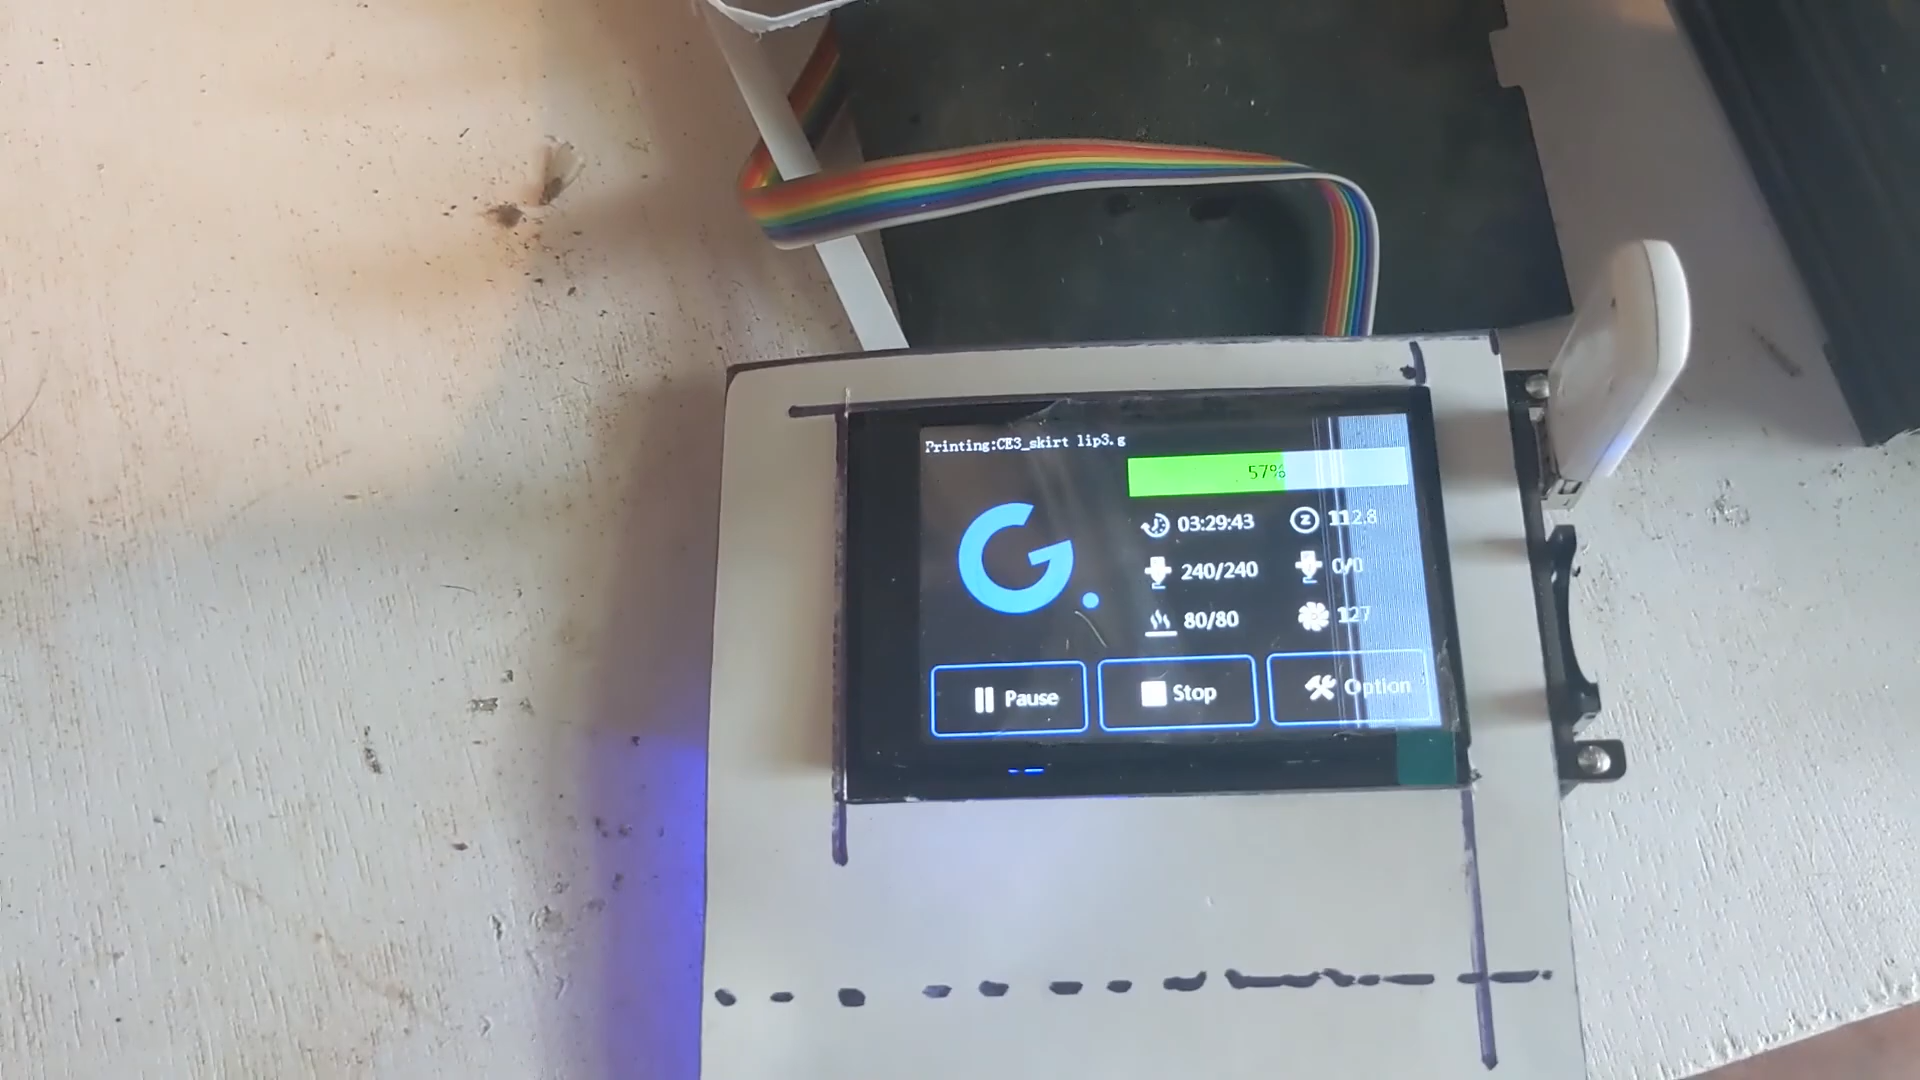 Printing:CE3_skirt lip3.g
57%
03:29:43
112.8
240/240
0/0
80/80
127
Pause
Stop
Option